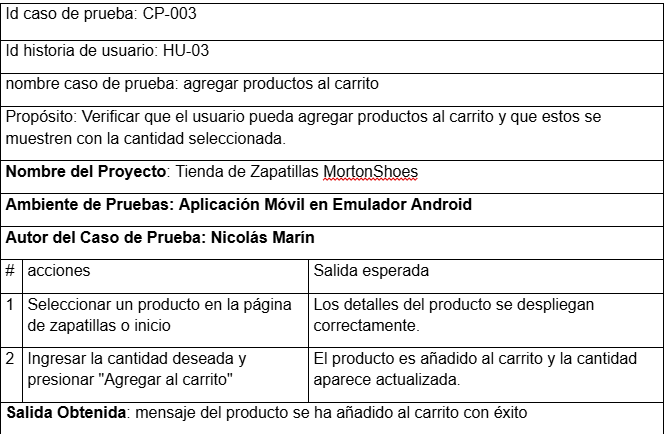 Id caso de prueba: CP-003
Id historia de usuario: HU-03
nombre caso de prueba: agregar productos al carrito
Propósito: Verificar que el usuario pueda agregar productos al carrito y que estos se
muestren con la cantidad seleccionada.
Nombre del Proyecto: Tienda de Zapatillas MortonShoes
Ambiente de Pruebas: Aplicación Móvil en Emulador Android
Autor del Caso de Prueba: Nicolás Marín
# acciones Salida esperada
1 Seleccionar un producto en la página Los detalles del producto se despliegan
de zapatillas o inicio correctamente.
2 Ingresar la cantidad deseada y El producto es añadido al carrito y la cantidad
presionar "Agregar al carrito" aparece actualizada.
Salida Obtenida: mensaje del producto se ha añadido al carrito con éxito